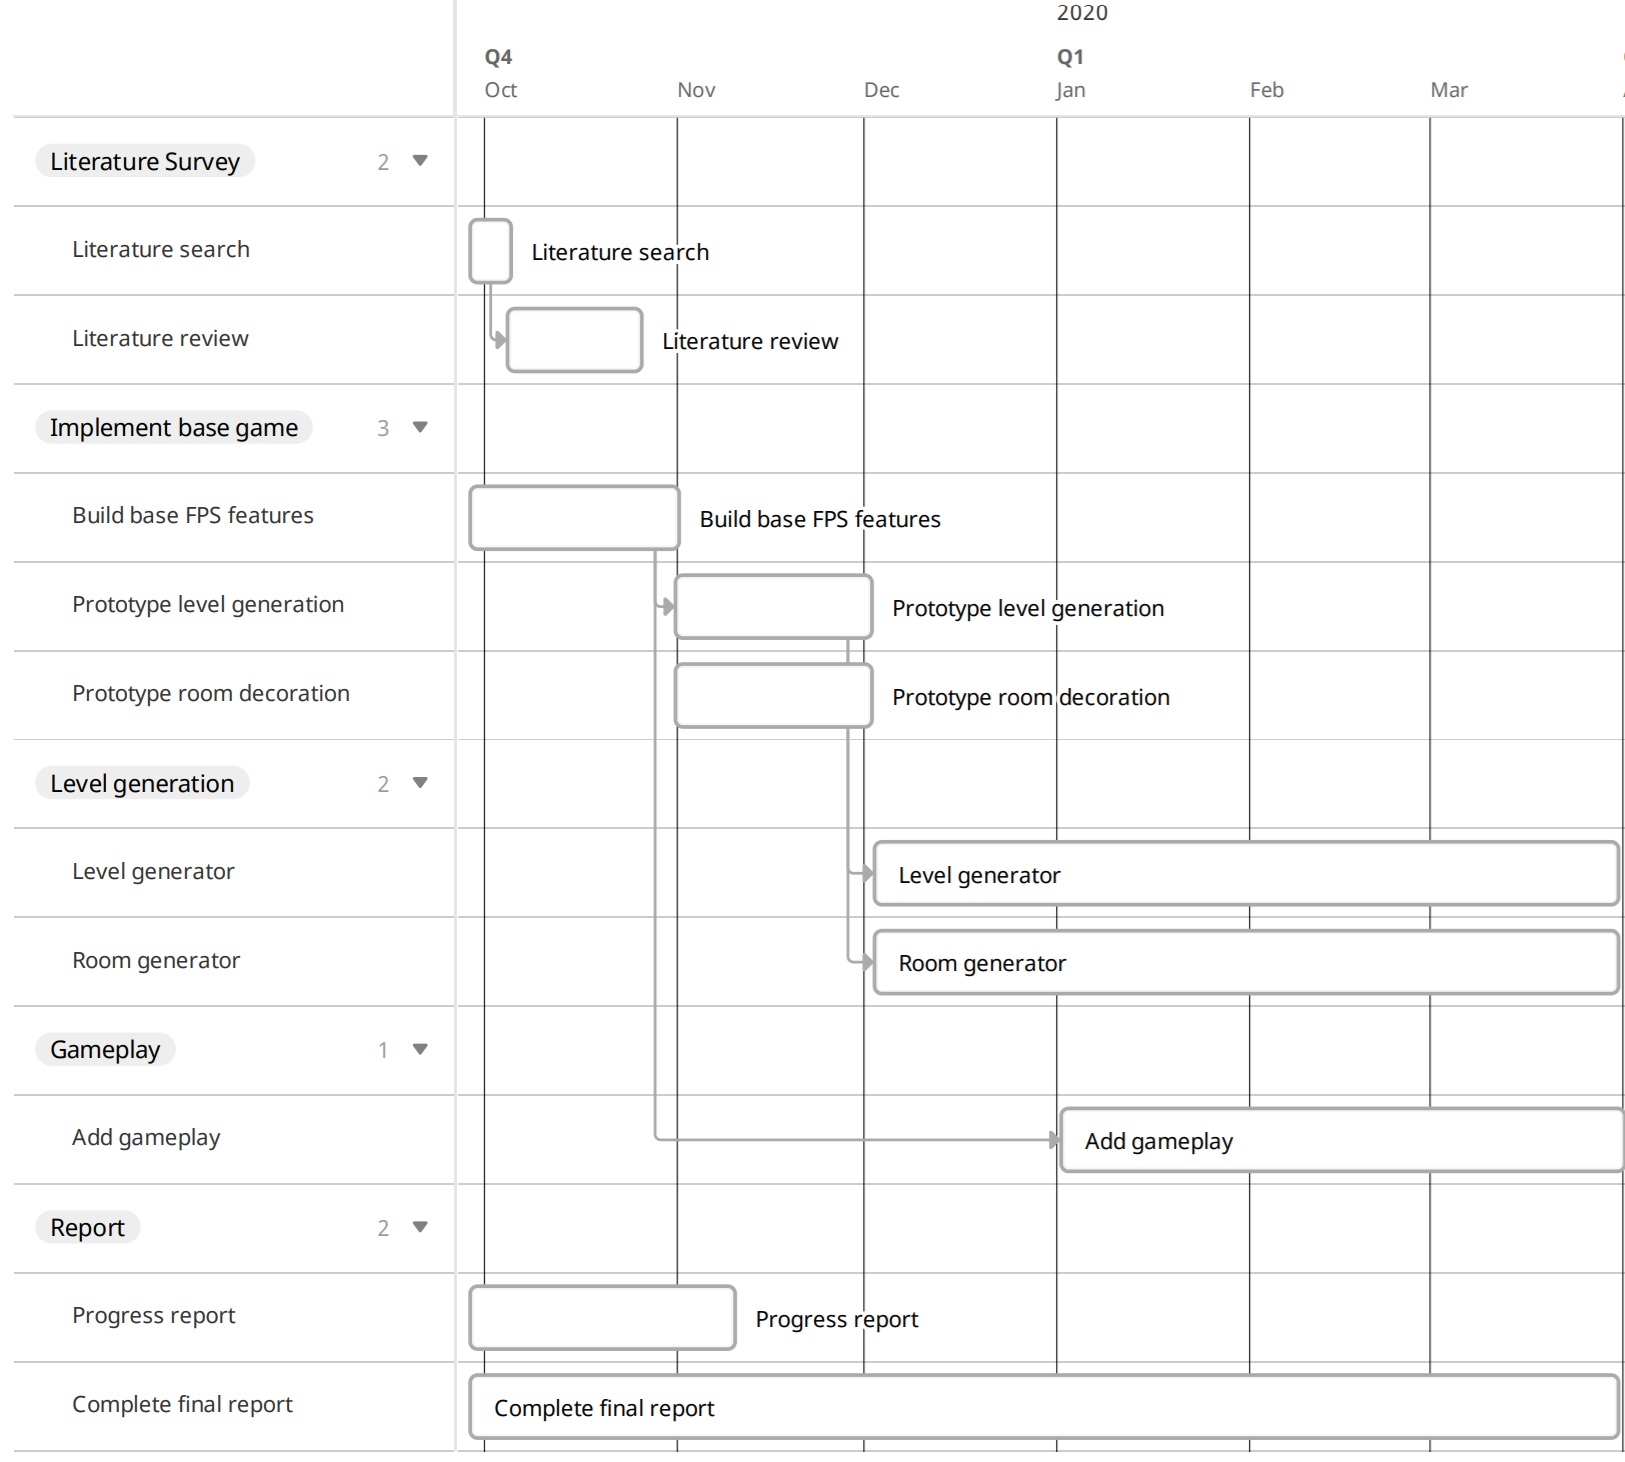 2020
Q4 Q1
Oct Nov Dec Jan Feb Mar
Literature Survey 2
Literature search Literature search
Literature review Literature review
Implement base game 3
Build base FPS features Build base FPS features
Prototype level generation Prototype level generation
Prototype room decoration Prototype room decoration
Level generation 2
Level generator Level generator
Room generator Room generator
Gameplay 1
Add gameplay Add gameplay
Report 2
Progress report Progress report
Complete final report Complete final report